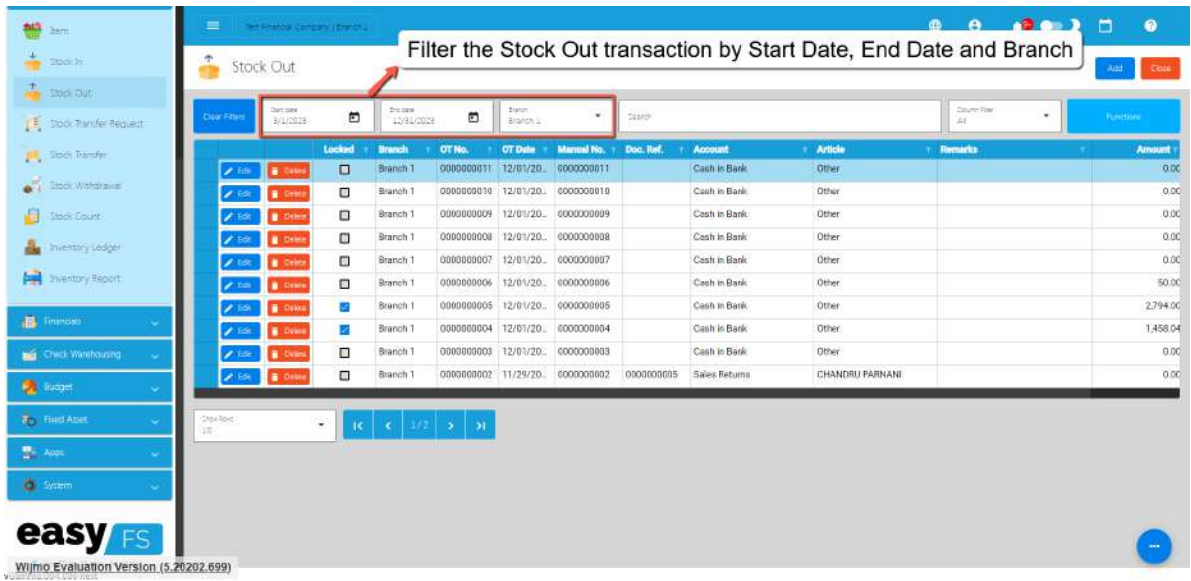 Item
Test Financial Company | Branch 1
Filter the Stock Out transaction by Start Date, End Date and Branch
Stock In
Stock Out
Add
Close
Stock Out
Stock Transfer Request
Stock Transfer
Stock Withdrawal
Stock Count
Inventory Ledger
Inventory Report
Financials
Check Warehousing
Budget
Fixed Asset
Apps
System
Clear Filters
Start date
3/1/2023
End date
12/31/2023
Branch
Branch 1
Search
Column Filter
All
Functions
Locked Branch OT No. OT Date Manual No. Doc. Ref. Account Article Remarks Amount
Edit Delete Branch 1 0000000011 12/01/20... 0000000011 Cash in Bank Other 0.00
Edit Delete Branch 1 0000000010 12/01/20... 0000000010 Cash in Bank Other 0.00
Edit Delete Branch 1 0000000009 12/01/20... 0000000009 Cash in Bank Other 0.00
Edit Delete Branch 1 0000000008 12/01/20... 0000000008 Cash in Bank Other 0.00
Edit Delete Branch 1 0000000007 12/01/20... 0000000007 Cash in Bank Other 0.00
Edit Delete Branch 1 0000000006 12/01/20... 0000000006 Cash in Bank Other 50.00
Edit Delete Branch 1 0000000005 12/01/20... 0000000005 Cash in Bank Other 2,794.00
Edit Delete Branch 1 0000000004 12/01/20... 0000000004 Cash in Bank Other 1,458.04
Edit Delete Branch 1 0000000003 12/01/20... 0000000003 Cash in Bank Other 0.00
Edit Delete Branch 1 0000000002 11/29/20... 0000000002 0000000005 Sales Returns CHANDRU PARNANI 0.00
Show Rows
10
1/2
easy FS
Wijmo Evaluation Version (5.20202.699)